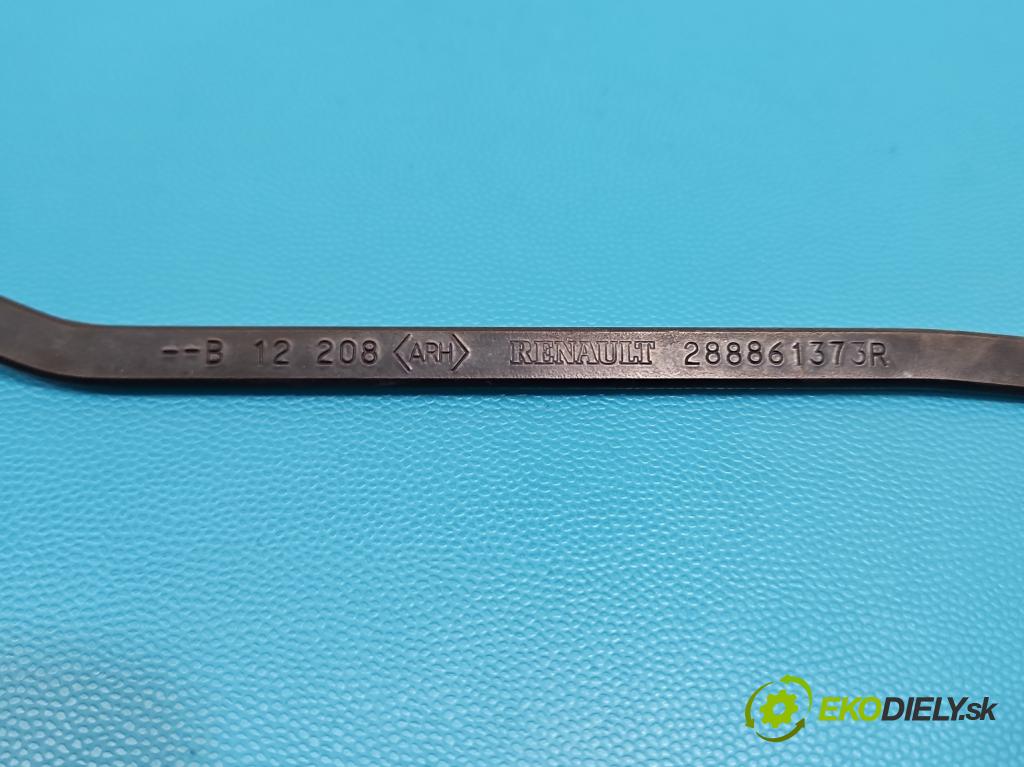 --B 12 208 <ARH> RENAULT 288861373R
EKODIELY.sk